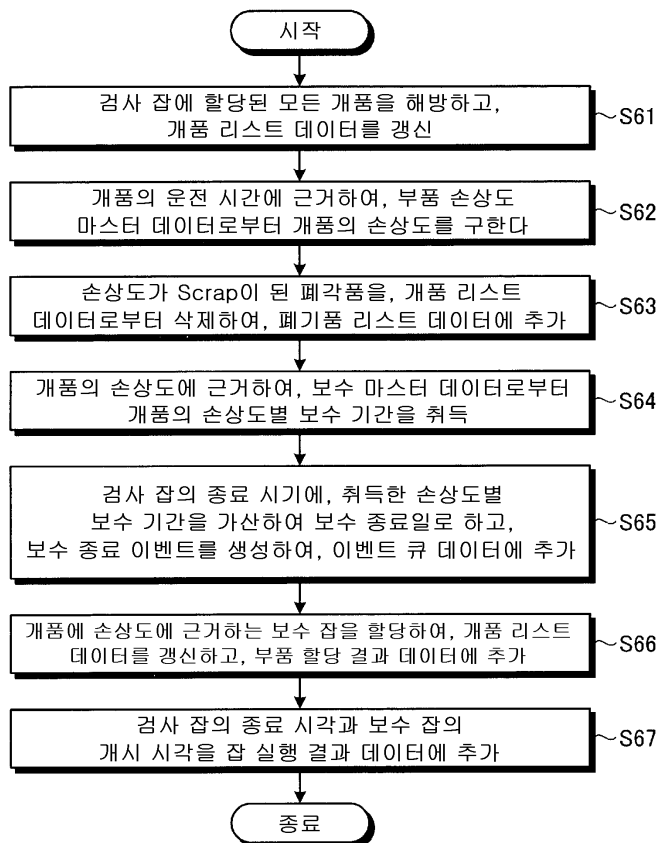 시작
검사 잡에 할당된 모든 개품을 해방하고,
개품 리스트 데이터를 갱신
S61
개품의 운전 시간에 근거하여, 부품 손상도
마스터 데이터로부터 개품의 손상도를 구한다
S62
손상도가 Scrap이 된 폐각품을, 개품 리스트
데이터로부터 삭제하여, 폐기품 리스트 데이터에 추가
S63
개품의 손상도에 근거하여, 보수 마스터 데이터로부터
개품의 손상도별 보수 기간을 취득
S64
검사 잡의 종료 시기에, 취득한 손상도별
보수 기간을 가산하여 보수 종료일로 하고,
보수 종료 이벤트를 생성하여, 이벤트 큐 데이터에 추가
S65
개품에 손상도에 근거하는 보수 잡을 할당하여, 개품 리스트
데이터를 갱신하고, 부품 할당 결과 데이터에 추가
S66
검사 잡의 종료 시각과 보수 잡의
개시 시각을 잡 실행 결과 데이터에 추가
S67
종료